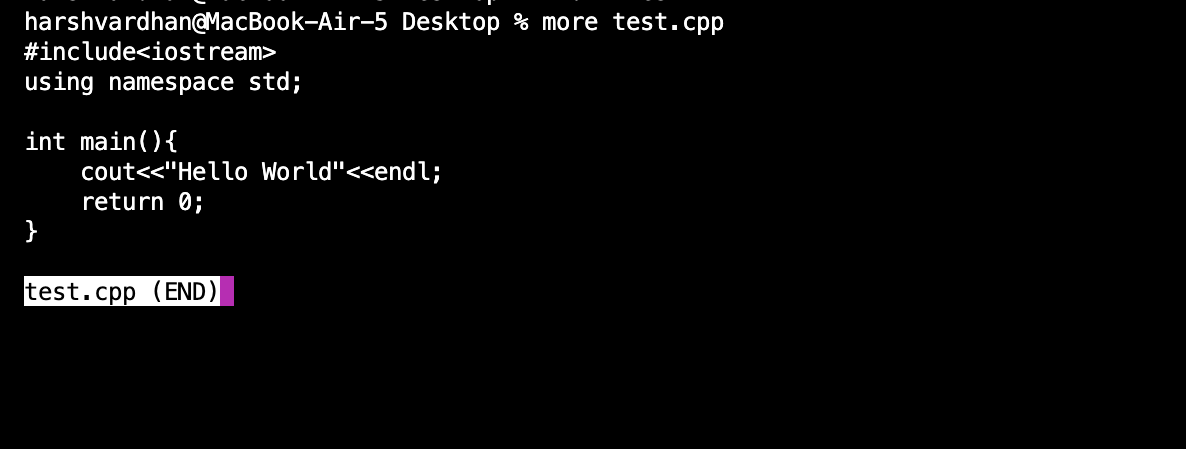 harshvardhan@MacBook-Air-5 Desktop % more test.cpp
#include<iostream>
using namespace std;

int main(){
    cout<<"Hello World"<<endl;
    return 0;
}

test.cpp (END)